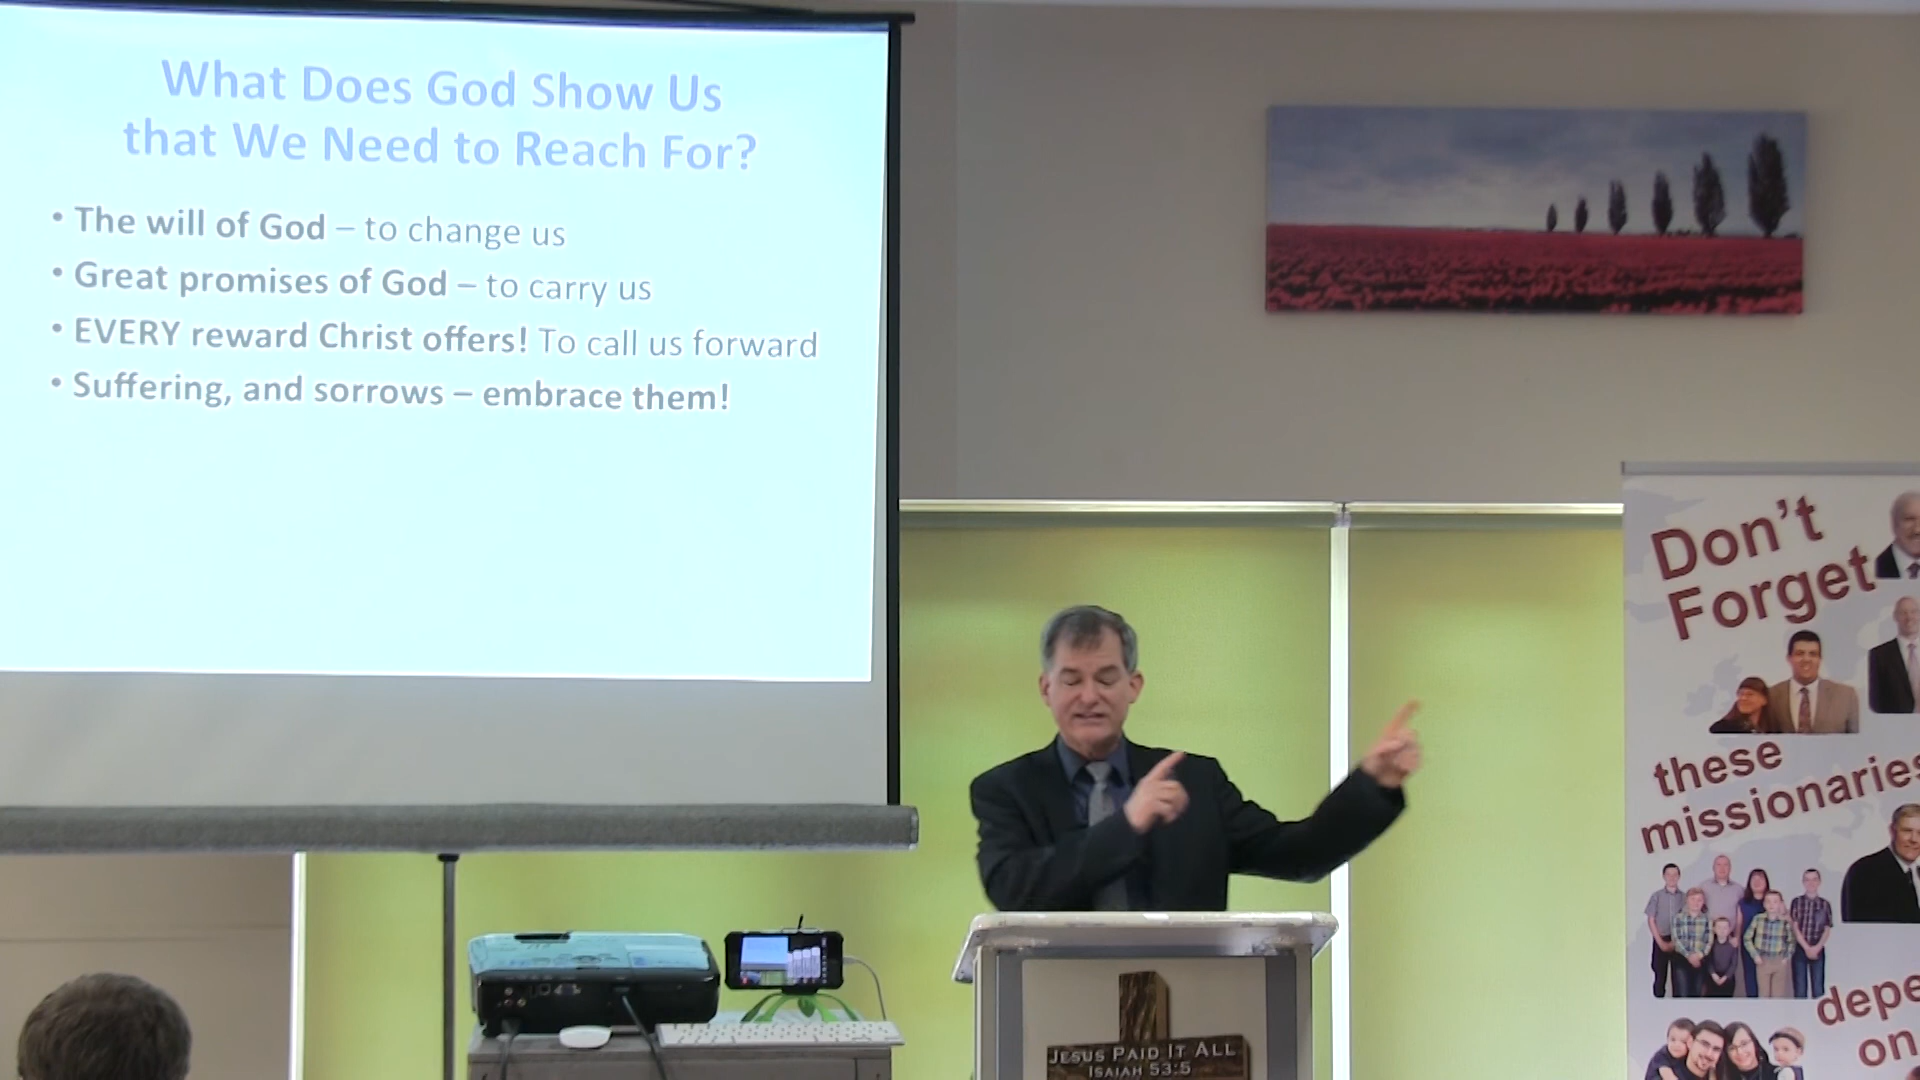 What Does God Show Us
that We Need to Reach For?
• The will of God – to change us
• Great promises of God – to carry us
• EVERY reward Christ offers! To call us forward
• Suffering, and sorrows – embrace them!
Don't
Forget
these
missionaries
on
JESUS PAID IT ALL
ISAIAH 53:5